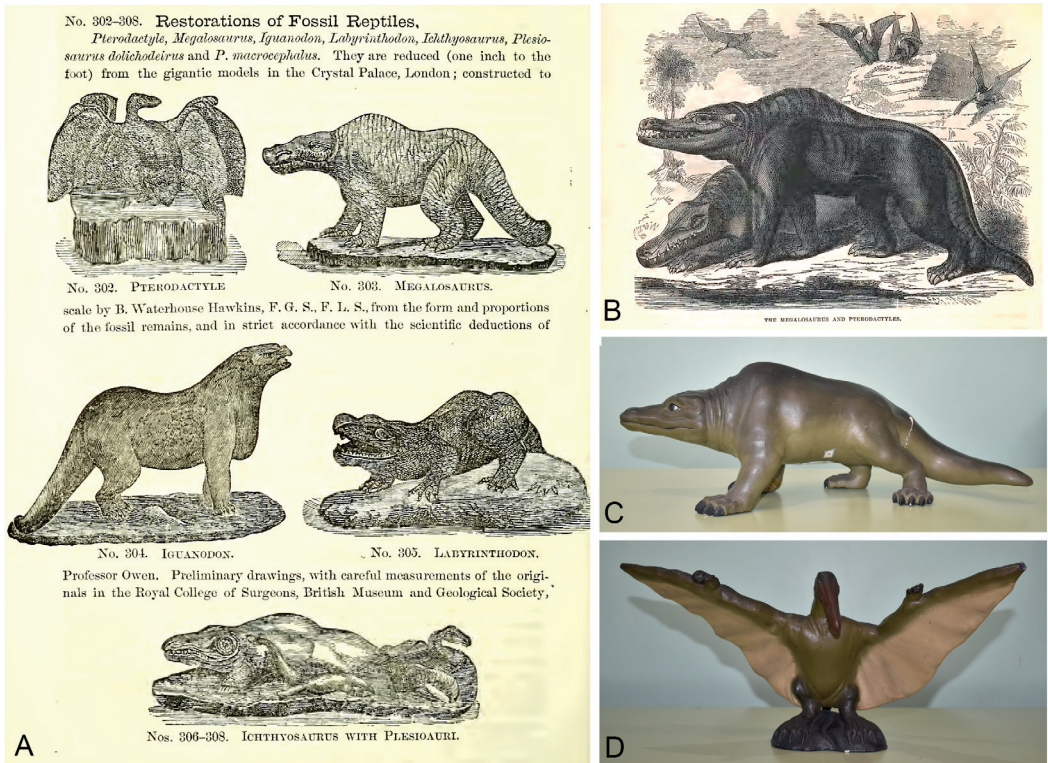 No. 302–308. Restorations of Fossil Reptiles,
Pterodactyle, Megalosaurus, Iguanodon, Labyrinthodon, Ichthyosaurus, Plesio-
saurus dolichodeirus and P. macrocephalus. They are reduced (one inch to the
foot) from the gigantic models in the Crystal Palace, London; constructed to
No. 302. PTERODACTYLE
No. 303. MEGALOSAURUS.
scale by B. Waterhouse Hawkins, F. G. S., F. L. S., from the form and proportions
of the fossil remains, and in strict accordance with the scientific deductions of
No. 304. IGUANODON.
No. 305. LABYRINTHODON.
Professor Owen. Preliminary drawings, with careful measurements of the origi-
nals in the Royal College of Surgeons, British Museum and Geological Society,
Nos. 306–308. ICHTHYOSAURUS WITH PLESIOAURI.
A
THE MEGALOSAURUS AND PTERODACTYLES.
B
C
D